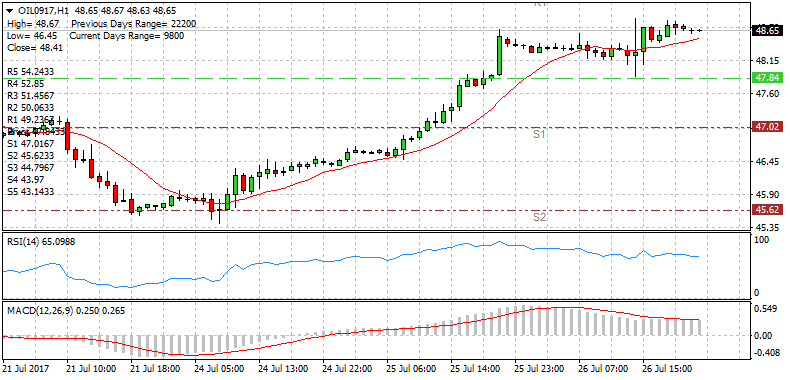 OIL0917,H1 48.65 48.67 48.63 48.65
High= 48.67 Previous Days Range= 22200
Low= 46.45 Current Days Range= 9800
Close= 48.41
R5 54.2433
R4 52.85
R3 51.4567
R2 50.0633
R1 49.2367
S1 47.0167
S2 45.6233
S3 44.7967
S4 43.97
S5 43.1433
R1
S1
S2
48.65
48.15
47.84
47.60
47.02
46.45
45.90
45.62
45.35
RSI(14) 65.0988
100
0
MACD(12,26,9) 0.250 0.265
0.549
0.00
-0.408
21 Jul 2017 21 Jul 10:00 21 Jul 18:00 24 Jul 05:00 24 Jul 13:00 24 Jul 22:00 25 Jul 06:00 25 Jul 14:00 25 Jul 23:00 26 Jul 07:00 26 Jul 15:00